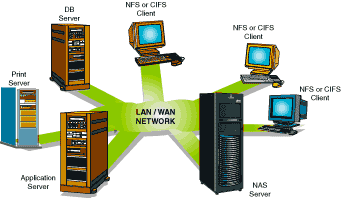 DB
Server
NFS or CIFS
Client
NFS or CIFS
Client
Print
Server
NFS or CIFS
Client
LAN / WAN
NETWORK
Application
Server
NAS
Server